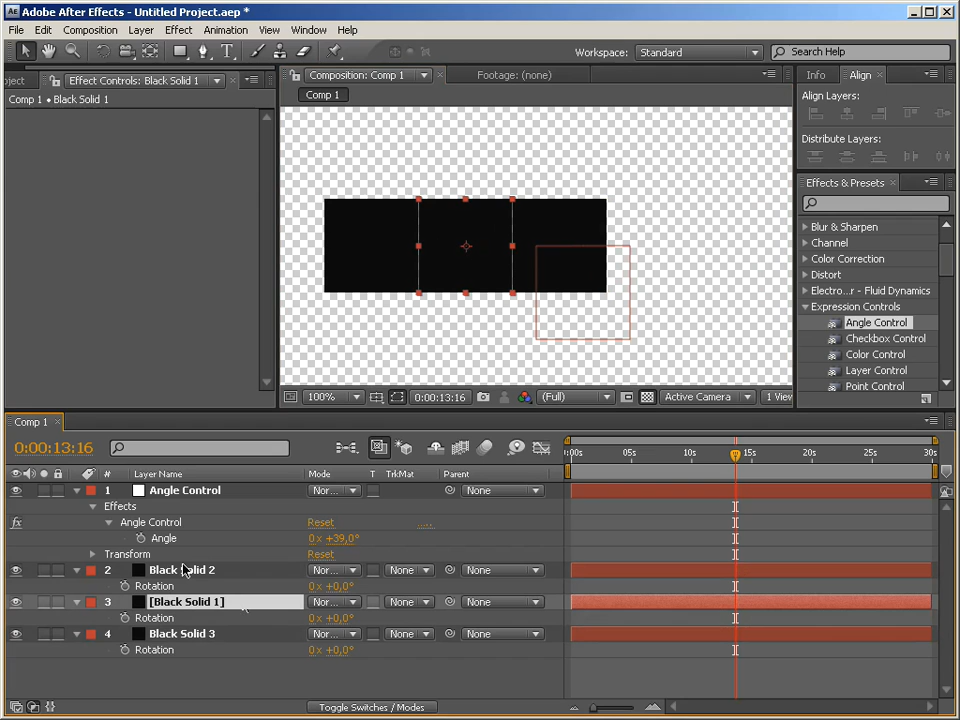 Adobe After Effects - Untitled Project.aep *
File Edit Composition Layer Effect Animation View Window Help
Workspace: Standard Search Help
oject Effect Controls: Black Solid 1 Composition: Comp 1 Footage: (none) Info Align
Comp 1 • Black Solid 1 Comp 1 Align Layers:
Distribute Layers:
Effects & Presets
Blur & Sharpen
Channel
Color Correction
Distort
Electro...r - Fluid Dynamics
Expression Controls
Angle Control
Checkbox Control
Color Control
Layer Control
Point Control
100% 0:00:13:16 (Full) Active Camera 1 View
Comp 1
0:00:13:16
:00s 05s 10s 15s 20s 25s 30s
# Layer Name Mode T TrkMat Parent
1 Angle Control Nor... None
Effects
fx Angle Control Reset .....
Angle 0 x +39,0°
Transform Reset
2 Black Solid 2 Nor... None None
Rotation 0 x +0,0°
3 [Black Solid 1] Nor... None None
Rotation 0 x +0,0°
4 Black Solid 3 Nor... None None
Rotation 0 x +0,0°
Toggle Switches / Modes